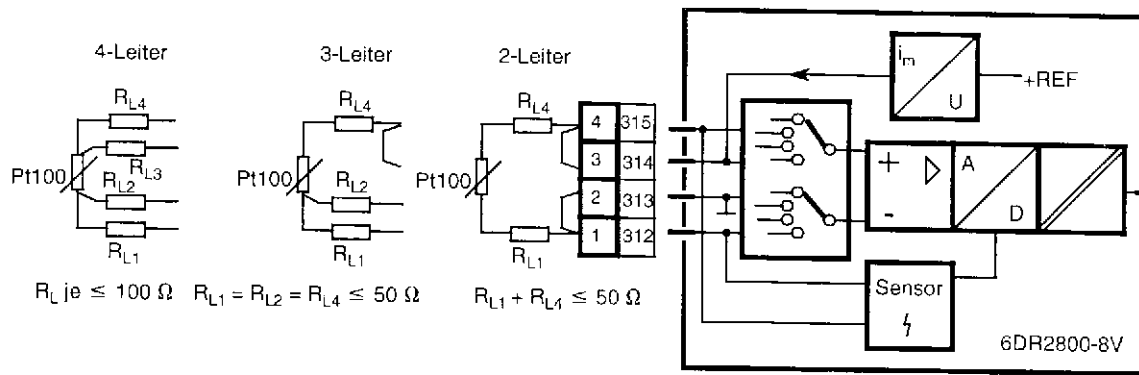 4-Leiter
R_L4
R_L3
Pt100
R_L2
R_L1
R_L je ≤ 100 Ω
3-Leiter
R_L4
Pt100
R_L2
R_L1
R_L1 = R_L2 = R_L4 ≤ 50 Ω
2-Leiter
R_L4
Pt100
R_L1
R_L1 + R_L4 ≤ 50 Ω
4 315
3 314
2 313
1 312
i_m
U
+REF
+
-
A
D
Sensor
6DR2800-8V